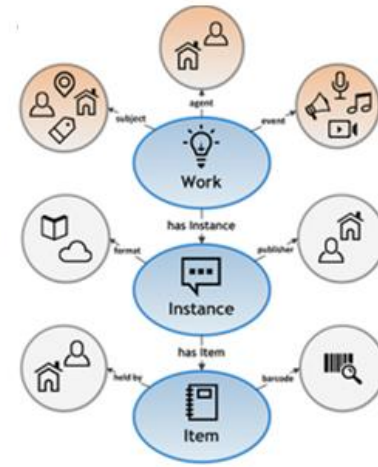 agent
subject
event
Work
has Instance
format
publisher
Instance
has Item
held by
barcode
Item